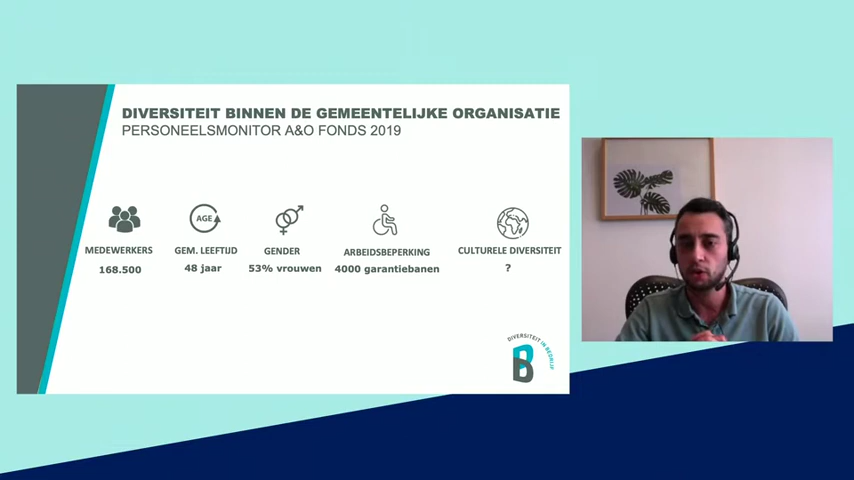 DIVERSITEIT BINNEN DE GEMEENTELIJKE ORGANISATIE
PERSONEELSMONITOR A&O FONDS 2019
AGE
MEDEWERKERS
168.500
GEM. LEEFTIJD
48 jaar
GENDER
53% vrouwen
ARBEIDSBEPERKING
4000 garantiebanen
CULTURELE DIVERSITEIT
?
DIVERSITEIT IN BEDRIJF
B